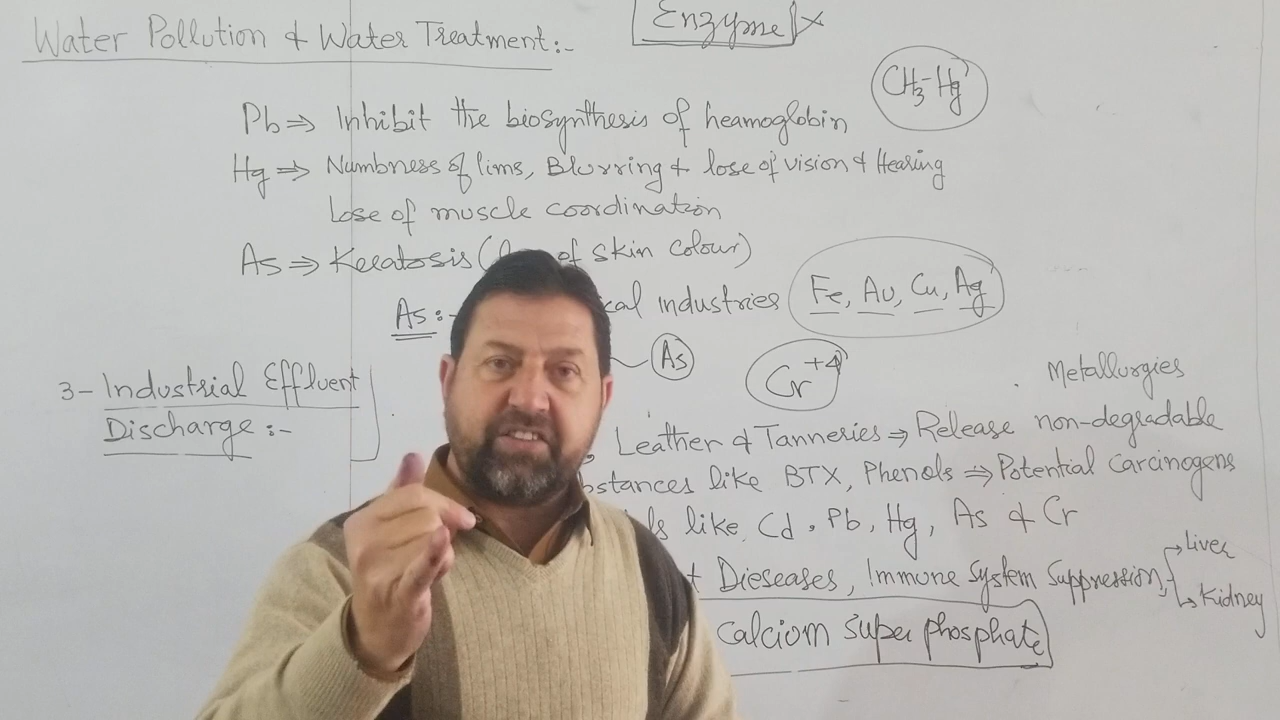 Water Pollution & Water Treatment:-
Enzyme
CH3-Hg
Pb ⇒ Inhibit the biosynthesis of heamoglobin
Hg ⇒ Numbness of lims, Blurring & lose of vision & Hearing
lose of muscle coordination
As ⇒ Keratosis ( of skin colour)
As:- cal industries Fe, Au, Cu, Ag
As Cr+4
Metallurgies
3- Industrial Effluent
Discharge:-
Leather & Tanneries ⇒ Release non-degradable
bstances like BTX, Phenols ⇒ Potential Carcinogens
ls like Cd, Pb, Hg, As & Cr
t Dieseases, Immune System Suppression,
→ Liver
→ Kidney
Calciom super phosphate